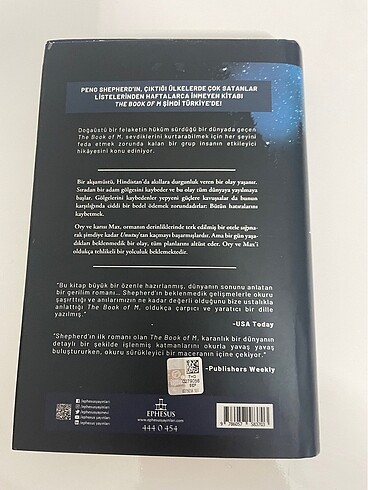 PENG SHEPHERD'IN, ÇIKTIĞI ÜLKELERDE ÇOK SATANLAR
LİSTELERİNDEN HAFTALARCA İNMEYEN KİTABI
THE BOOK OF M ŞİMDİ TÜRKİYE'DE!
Doğaüstü bir felaketin hüküm sürdüğü bir dünyada geçen
The Book of M, sevdiklerini kurtarabilmek için her şeyini
feda etmek zorunda kalan bir grup insanın etkileyici
hikâyesini konu ediniyor.
Bir akşamüstü, Hindistan'da akıllara durgunluk veren bir olay yaşanır.
Sıradan bir adam gölgesini kaybeder ve bu olay tüm dünyaya yayılmaya
başlar. Gölgelerini kaybedenler yepyeni güçlere kavuşsalar da bunun
karşılığında ciddi bir bedel ödemek zorundadırlar: Bütün hatıralarını
kaybetmek.
Ory ve karısı Max, ormanın derinliklerinde terk edilmiş bir otele sığına-
rak şimdiye kadar Unutuş'tan kaçmayı başarmışlardır. Ama bir gün yaşa-
dıkları beklenmedik bir olay, tüm planlarını altüst eder. Ory ve Max'i
oldukça tehlikeli bir yolculuk beklemektedir.
"Bu kitap büyük bir özenle hazırlanmış, dünyanın sonunu anlatan
bir gerilim romanı... Shepherd'ın beklenmedik gelişmelerle okuru
şaşırttığı ve anılarımızın ne kadar değerli olduğunu bize ustalıkla
anlattığı The Book of M, oldukça çarpıcı ve yaratıcı bir dille
yazılmış."
-USA Today
"Shepherd'ın ilk romanı olan The Book of M, karanlık bir dünyanın
detaylı bir şekilde işlenmiş katmanlarını okurla yavaş yavaş
buluştururken, okuru sürükleyici bir maceranın içine çekiyor."
-Publishers Weekly
EPHESUS
www.ephesusyayinlari.com
444 0 454
/ephesusyayinlari
/ephesusyayinlari
/ephesus yayınları